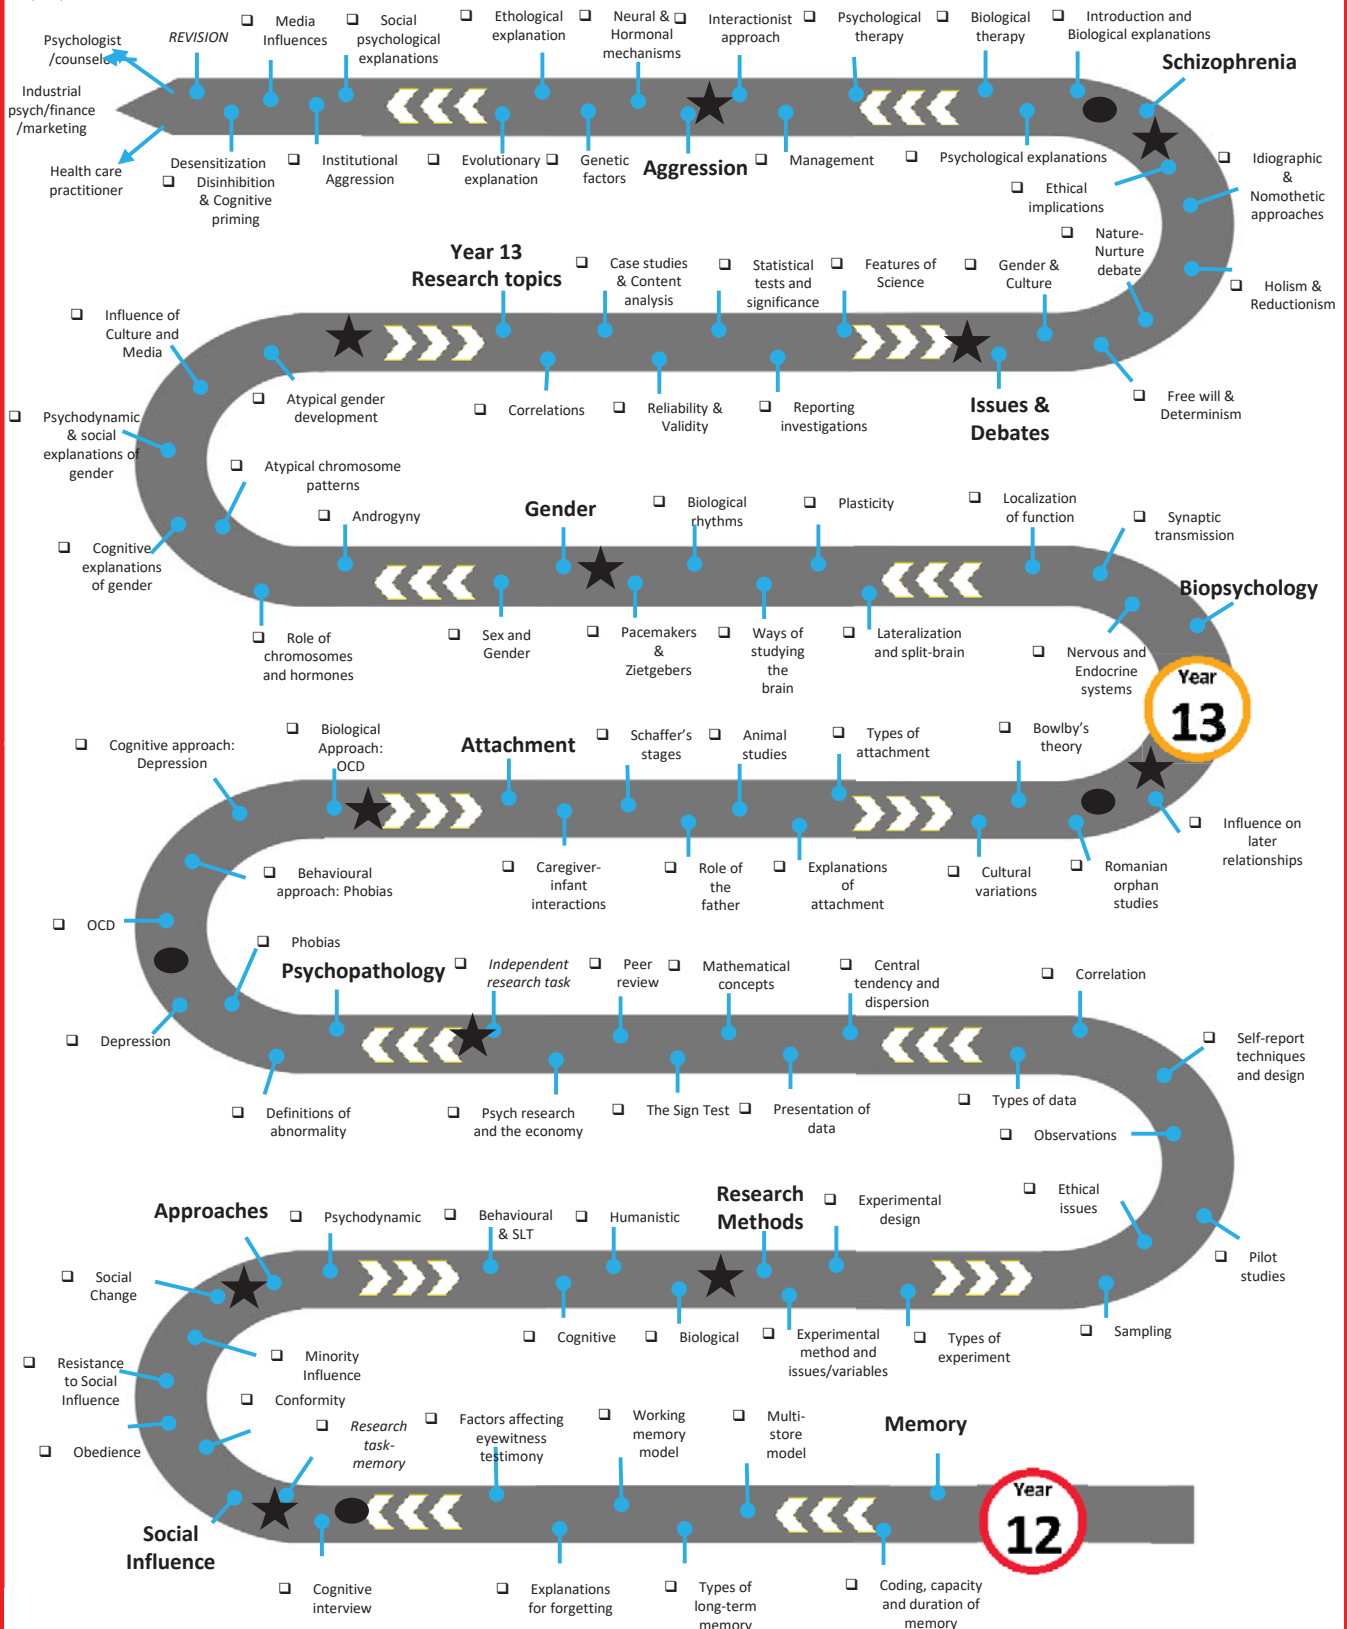 Psychologist
/counselor
REVISION
❑ Media
Influences
❑ Social
psychological
explanations
❑ Ethological
explanation
❑ Neural &
Hormonal
mechanisms
❑ Interactionist
approach
❑ Psychological
therapy
❑ Biological
therapy
❑ Introduction and
Biological explanations
Schizophrenia
Industrial
psych/finance
/marketing
Health care
practitioner
Desensitization
❑ Disinhibition
& Cognitive
priming
❑ Institutional
Aggression
❑ Evolutionary
explanation
❑ Genetic
factors
Aggression
❑ Management
❑ Psychological explanations
❑ Ethical
implications
❑ Idiographic
&
Nomothetic
approaches
❑ Nature-
Nurture
debate
❑ Holism &
Reductionism
Year 13
Research topics
❑ Case studies
& Content
analysis
❑ Statistical
tests and
significance
❑ Features of
Science
❑ Gender &
Culture
❑ Influence of
Culture and
Media
❑ Atypical gender
development
❑ Correlations
❑ Reliability &
Validity
❑ Reporting
investigations
Issues &
Debates
❑ Free will &
Determinism
❑ Psychodynamic
& social
explanations of
gender
❑ Atypical chromosome
patterns
❑ Androgyny
Gender
❑ Biological
rhythms
❑ Plasticity
❑ Localization
of function
❑ Synaptic
transmission
Biopsychology
❑ Cognitive
explanations
of gender
❑ Role of
chromosomes
and hormones
❑ Sex and
Gender
❑ Pacemakers
&
Zietgebers
❑ Ways of
studying
the
brain
❑ Lateralization
and split-brain
❑ Nervous and
Endocrine
systems
Year
13
❑ Cognitive approach:
Depression
❑ Biological
Approach:
OCD
Attachment
❑ Schaffer’s
stages
❑ Animal
studies
❑ Types of
attachment
❑ Bowlby’s
theory
❑ Influence on
later
relationships
❑ Behavioural
approach: Phobias
❑ Caregiver-
infant
interactions
❑ Role of
the
father
❑ Explanations
of
attachment
❑ Cultural
variations
❑ Romanian
orphan
studies
❑ OCD
❑ Phobias
Psychopathology
❑ Independent
research task
❑ Peer
review
❑ Mathematical
concepts
❑ Central
tendency and
dispersion
❑ Correlation
❑ Self-report
techniques
and design
❑ Depression
❑ Definitions of
abnormality
❑ Psych research
and the economy
❑ The Sign Test
❑ Presentation of
data
❑ Types of data
❑ Observations
❑ Ethical
issues
❑ Pilot
studies
Approaches
❑ Psychodynamic
❑ Behavioural
& SLT
❑ Humanistic
Research
Methods
❑ Experimental
design
❑ Social
Change
❑ Cognitive
❑ Biological
❑ Experimental
method and
issues/variables
❑ Types of
experiment
❑ Sampling
❑ Minority
Influence
❑ Resistance
to Social
Influence
❑ Conformity
❑ Obedience
❑ Research
task-
memory
❑ Factors affecting
eyewitness
testimony
❑ Working
memory
model
❑ Multi-
store
model
Memory
Year
12
Social
Influence
❑ Cognitive
interview
❑ Explanations
for forgetting
❑ Types of
long-term
memory
❑ Coding, capacity
and duration of
memory